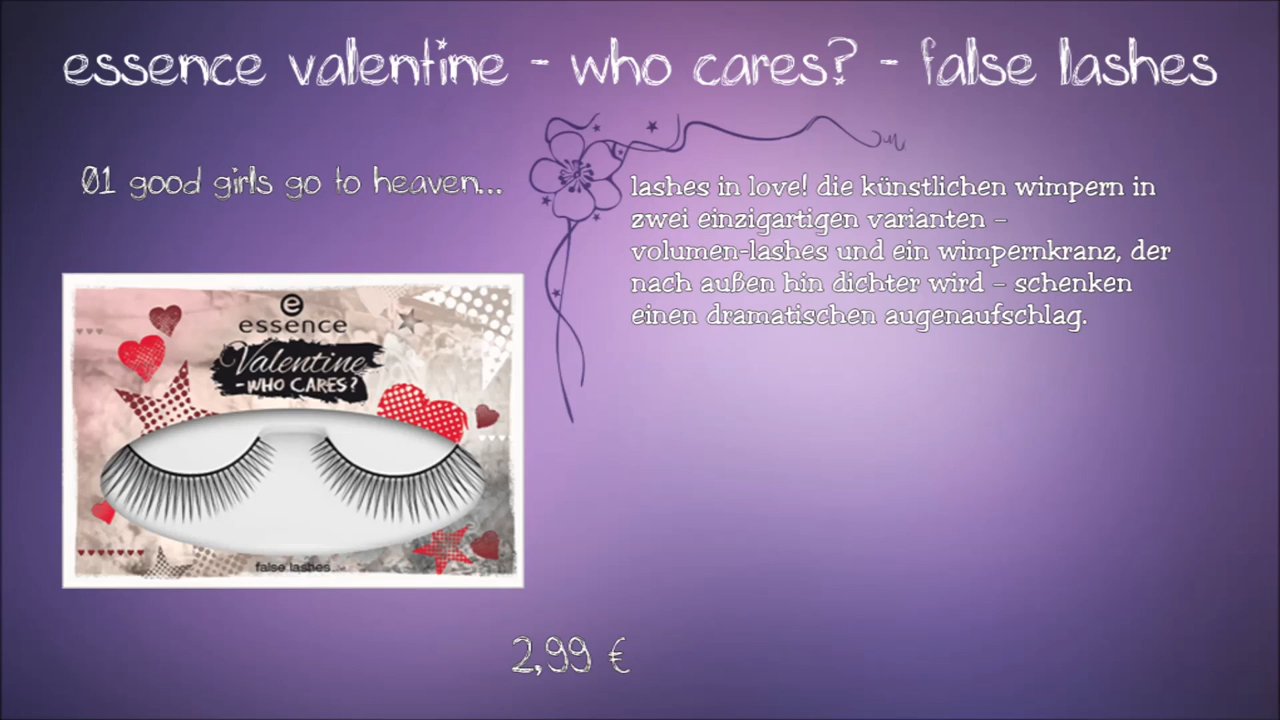 essence valentine - who cares? - false lashes
01 good girls go to heaven...
lashes in love! die künstlichen wimpern in
zwei einzigartigen varianten –
volumen-lashes und ein wimpernkranz, der
nach außen hin dichter wird – schenken
einen dramatischen augenaufschlag.
e
essence
Valentine
-WHO CARES?
false lashes
2,99 €